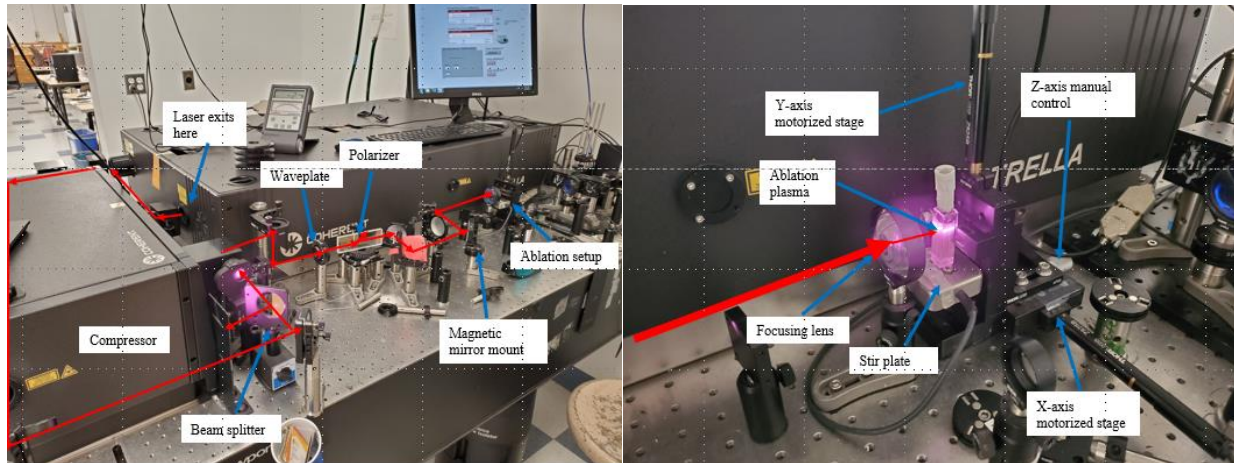 Laser exits
here
Polarizer
Waveplate
COHERENT
Ablation setup
Compressor
Magnetic
mirror mount
Beam splitter
Y-axis
motorized stage
Z-axis manual
control
Ablation
plasma
TRELLA
Focusing lens
Stir plate
X-axis
motorized stage